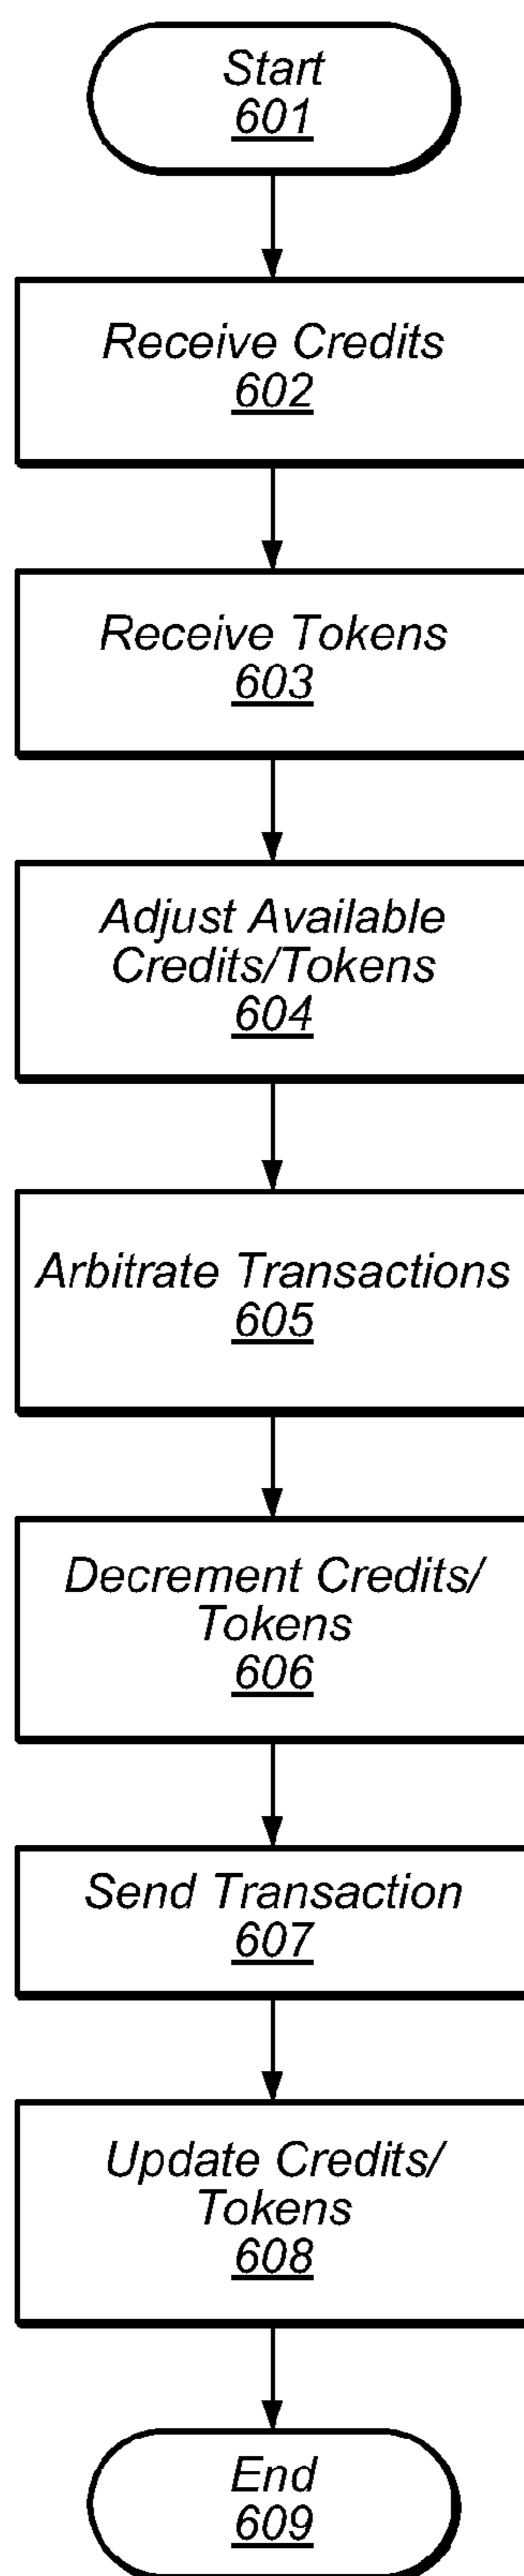 Start
601
Receive Credits
602
Receive Tokens
603
Adjust Available
Credits/Tokens
604
Arbitrate Transactions
605
Decrement Credits/
Tokens
606
Send Transaction
607
Update Credits/
Tokens
608
End
609